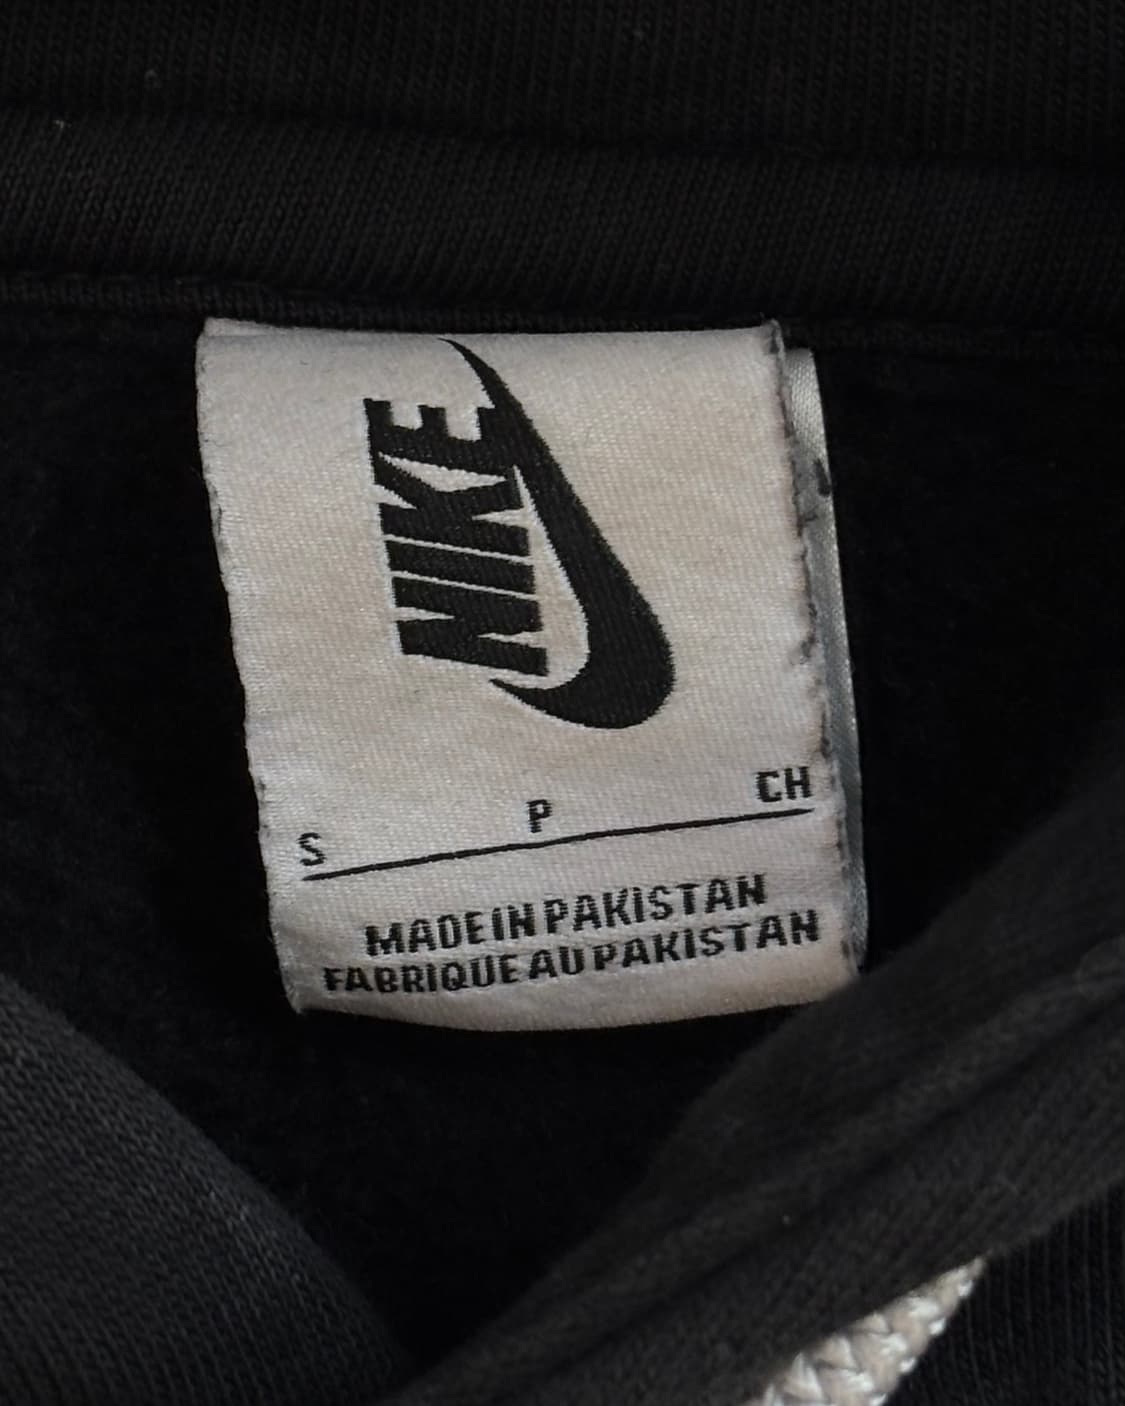 NIKE
S P CH
MADE IN PAKISTAN
FABRIQUE AU PAKISTAN